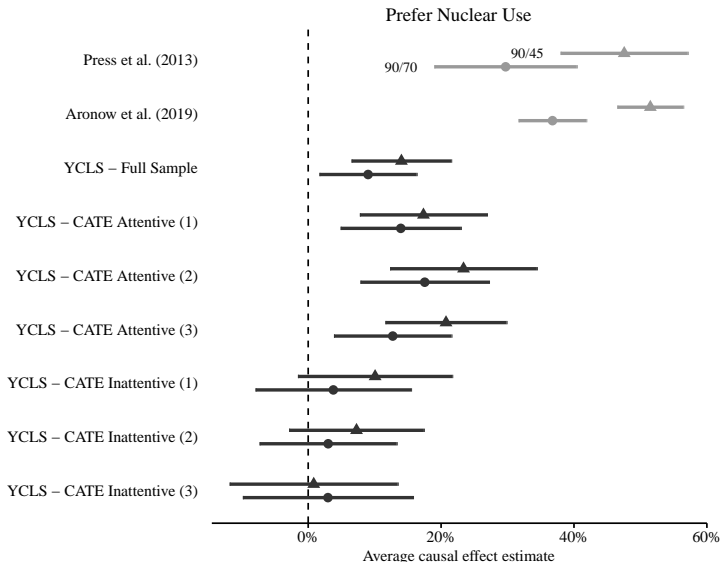 Prefer Nuclear Use
Press et al. (2013)
90/45
90/70
Aronow et al. (2019)
YCLS – Full Sample
YCLS – CATE Attentive (1)
YCLS – CATE Attentive (2)
YCLS – CATE Attentive (3)
YCLS – CATE Inattentive (1)
YCLS – CATE Inattentive (2)
YCLS – CATE Inattentive (3)
0% 20% 40% 60%
Average causal effect estimate